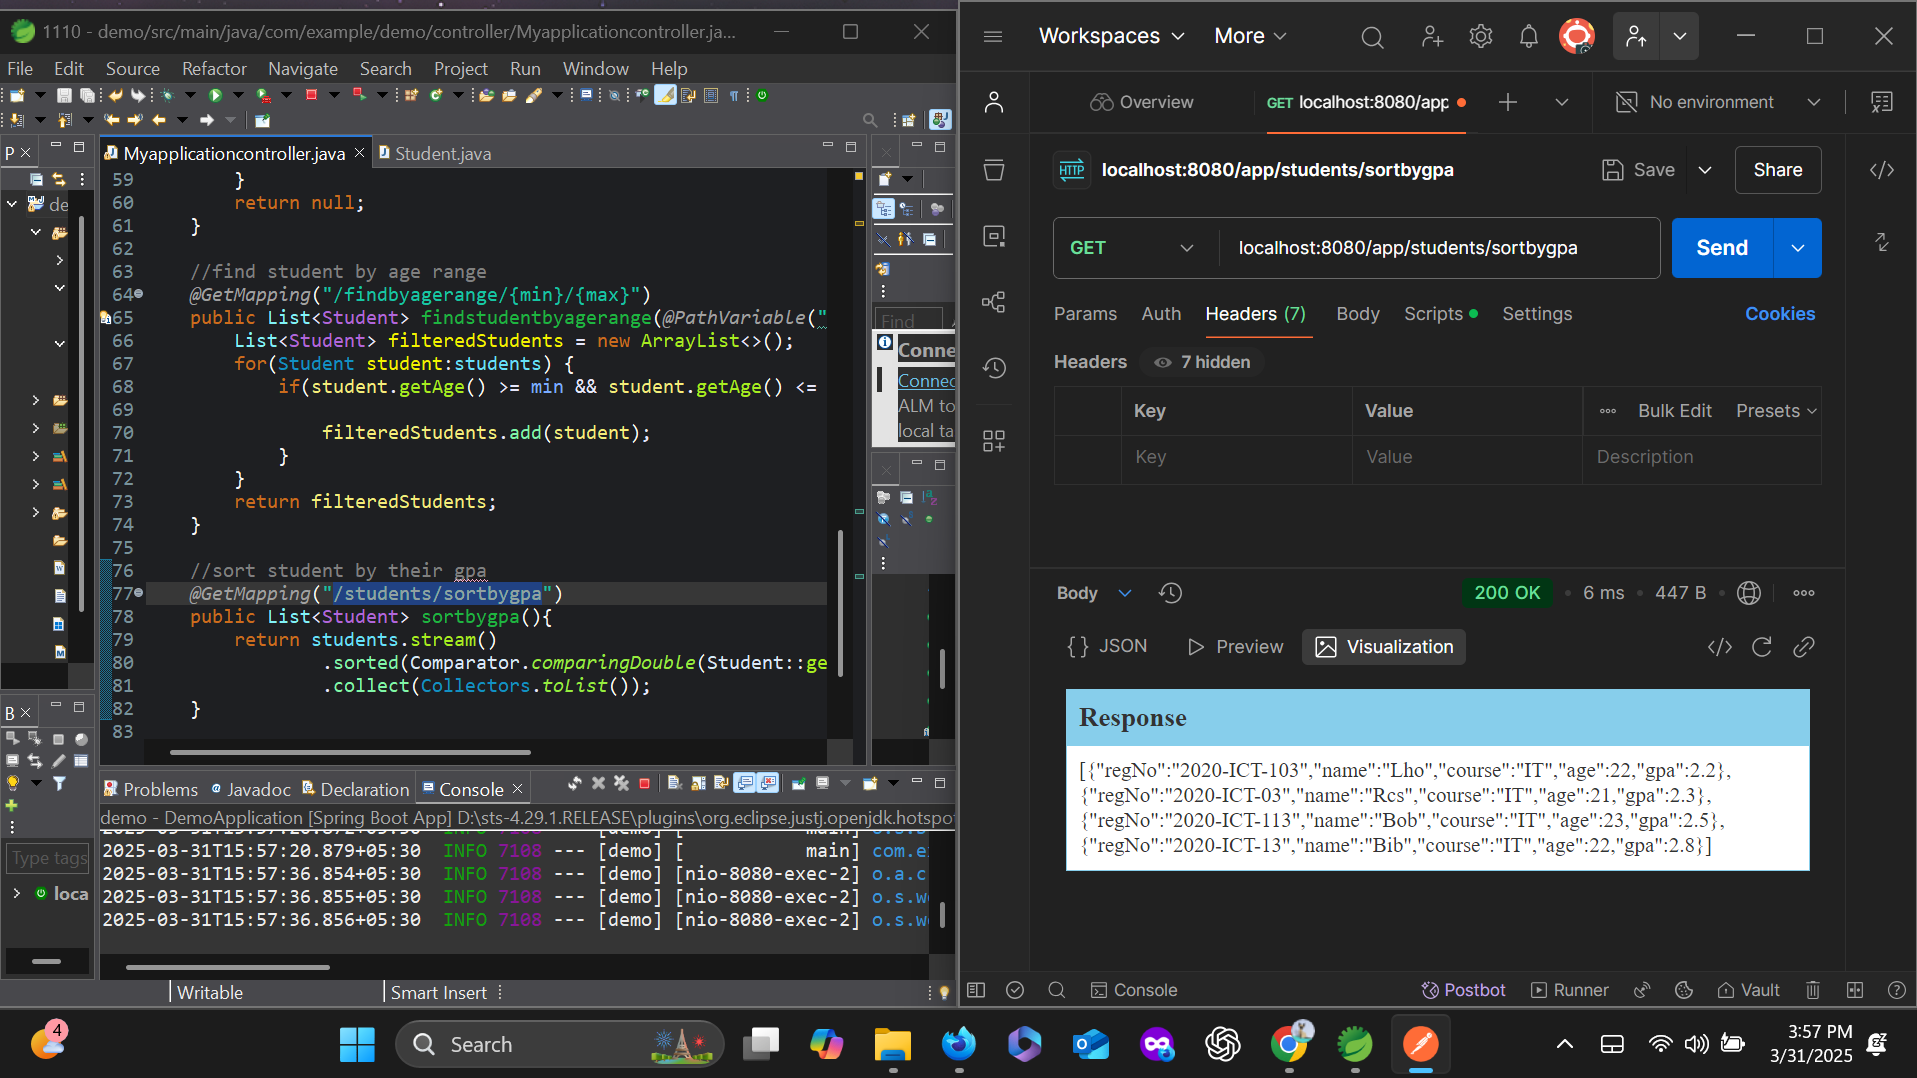 1110 - demo/src/main/java/com/example/demo/controller/Myapplicationcontroller.ja...
File Edit Source Refactor Navigate Search Project Run Window Help
P
Myapplicationcontroller.java
Student.java
de
59 }
60 return null;
61 }
62
63 //find student by age range
64 @GetMapping("/findbyagerange/{min}/{max}")
65 public List<Student> findstudentbyagerange(@PathVariable("
66 List<Student> filteredStudents = new ArrayList<>();
67 for(Student student:students) {
68 if(student.getAge() >= min && student.getAge() <=
69
70 filteredStudents.add(student);
71 }
72 }
73 return filteredStudents;
74 }
75
76 //sort student by their gpa
77 @GetMapping("/students/sortbygpa")
78 public List<Student> sortbygpa(){
79 return students.stream()
80 .sorted(Comparator.comparingDouble(Student::ge
81 .collect(Collectors.toList());
82 }
83
Find
Conne
Connec
ALM to
local ta
B
Type tags
loca
Problems Javadoc Declaration Console
demo - DemoApplication [Spring Boot App] D:\sts-4.29.1.RELEASE\plugins\org.eclipse.justj.openjdk.hotspot
2025-03-31T15:57:20.879+05:30 INFO 7108 --- [demo] [ main] com.e
2025-03-31T15:57:36.854+05:30 INFO 7108 --- [demo] [nio-8080-exec-2] o.a.c
2025-03-31T15:57:36.855+05:30 INFO 7108 --- [demo] [nio-8080-exec-2] o.s.w
2025-03-31T15:57:36.856+05:30 INFO 7108 --- [demo] [nio-8080-exec-2] o.s.w
Writable
Smart Insert
Workspaces More
Overview
GET localhost:8080/app
No environment
HTTP localhost:8080/app/students/sortbygpa
Save
Share
GET localhost:8080/app/students/sortbygpa
Send
Params Auth Headers (7) Body Scripts Settings
Cookies
Headers 7 hidden
Key Value Bulk Edit Presets
Key Value Description
Body
200 OK 6 ms 447 B
{} JSON Preview Visualization
Response
[{"regNo":"2020-ICT-103","name":"Lho","course":"IT","age":22,"gpa":2.2},
{"regNo":"2020-ICT-03","name":"Rcs","course":"IT","age":21,"gpa":2.3},
{"regNo":"2020-ICT-113","name":"Bob","course":"IT","age":23,"gpa":2.5},
{"regNo":"2020-ICT-13","name":"Bib","course":"IT","age":22,"gpa":2.8}]
Console
Postbot Runner Vault
4
Search
3:57 PM
3/31/2025